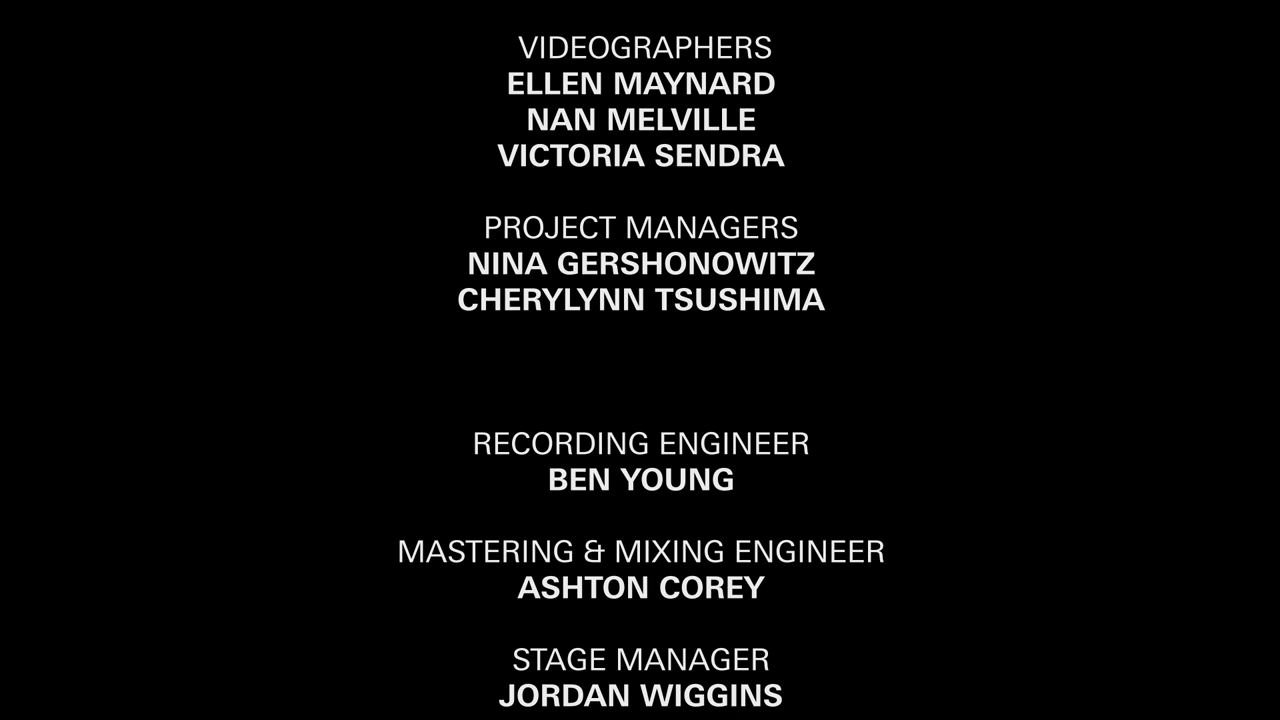 VIDEOGRAPHERS
ELLEN MAYNARD
NAN MELVILLE
VICTORIA SENDRA
PROJECT MANAGERS
NINA GERSHONOWITZ
CHERYLYNN TSUSHIMA
RECORDING ENGINEER
BEN YOUNG
MASTERING & MIXING ENGINEER
ASHTON COREY
STAGE MANAGER
JORDAN WIGGINS